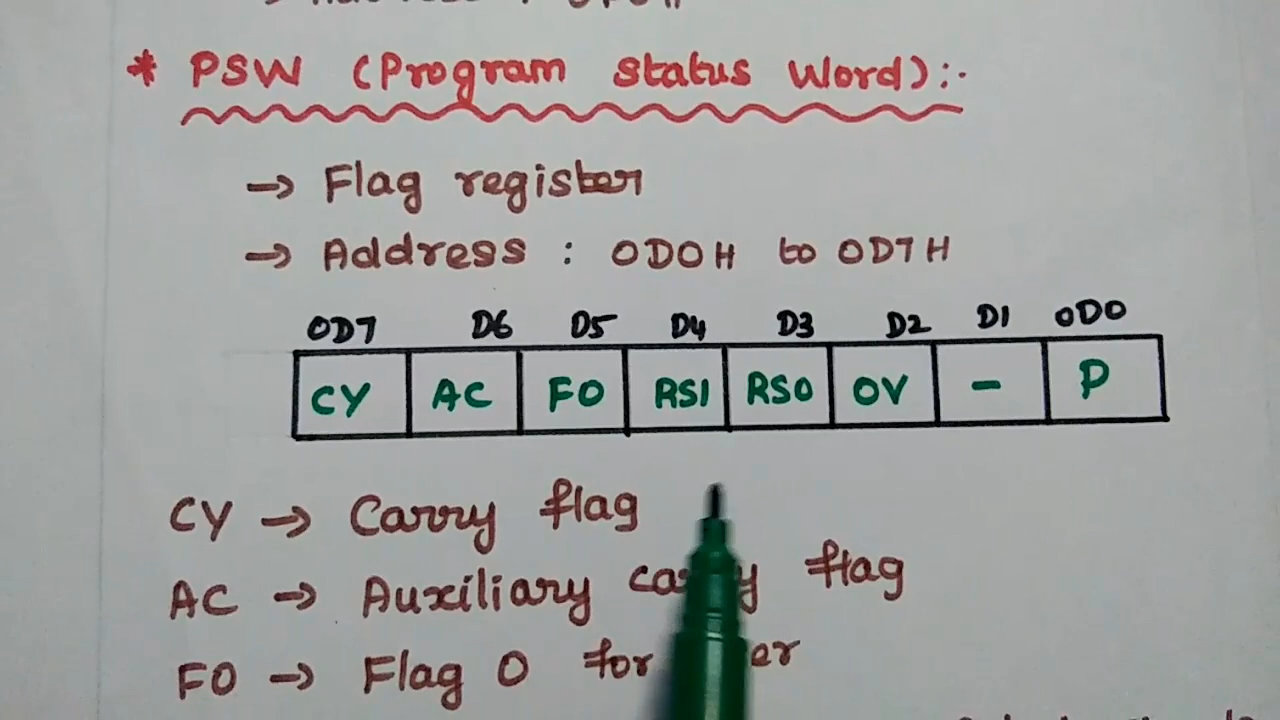 * PSW (Program status Word):-
→ Flag register
→ Address : 0D0H to 0D7H
0D7 D6 D5 D4 D3 D2 D1 0D0
CY AC F0 RS1 RS0 OV - P
CY → Carry flag
AC → Auxiliary carry flag
F0 → Flag 0 for